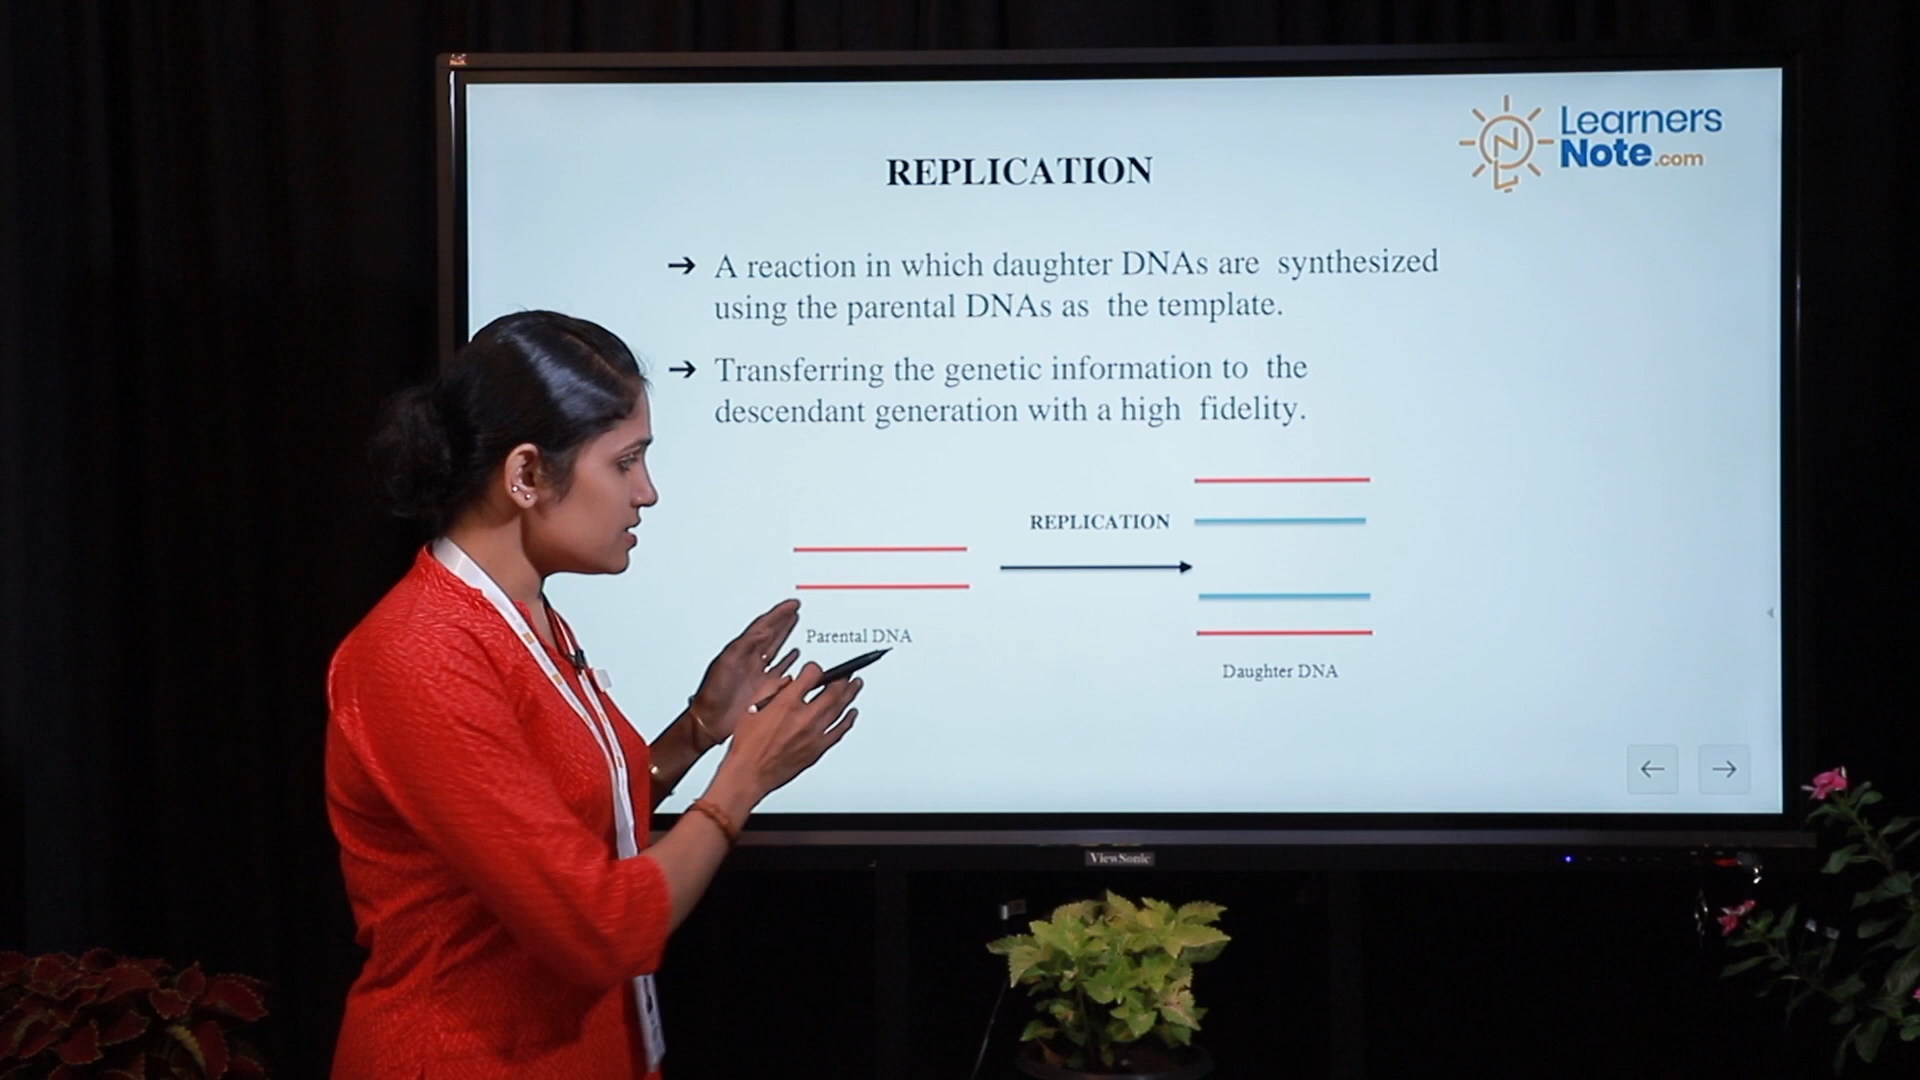 Learners
Note.com
REPLICATION
→ A reaction in which daughter DNAs are synthesized
using the parental DNAs as the template.
→ Transferring the genetic information to the
descendant generation with a high fidelity.
REPLICATION
Parental DNA
Daughter DNA
ViewSonic